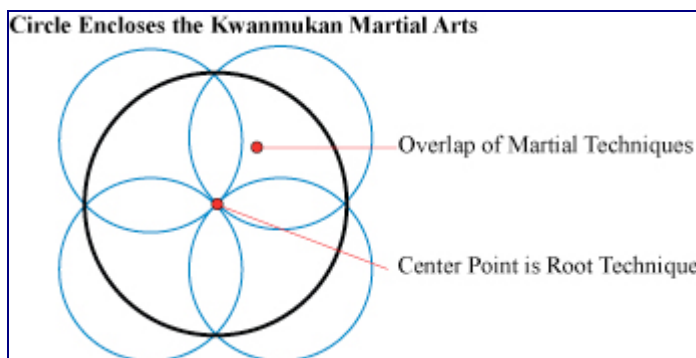 Circle Encloses the Kwanmukan Martial Arts
Overlap of Martial Techniques
Center Point is Root Technique